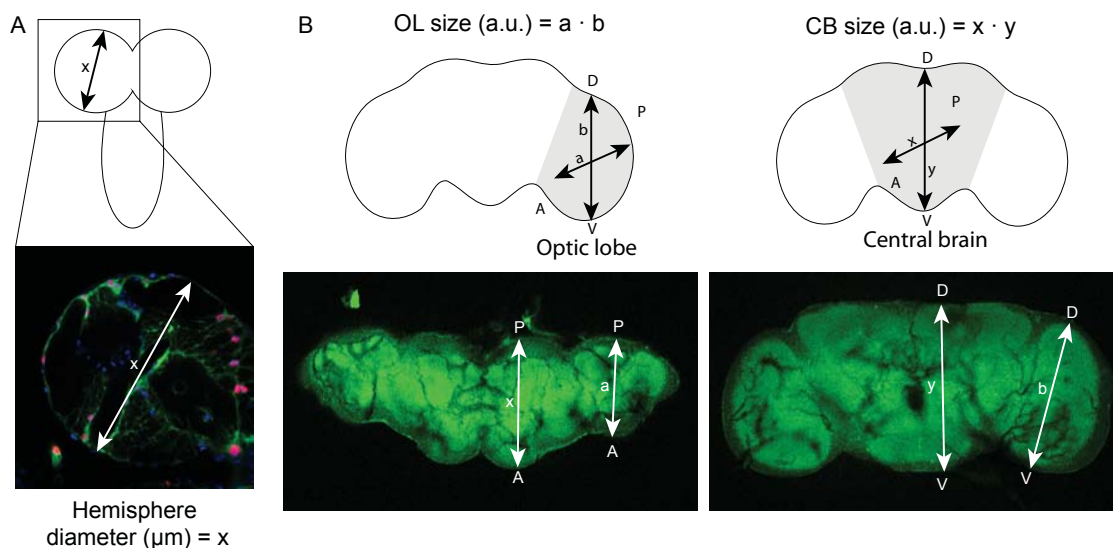 A
x
x
Hemisphere
diameter (µm) = x
B
OL size (a.u.) = a · b
D
P
b
a
A
V
Optic lobe
CB size (a.u.) = x · y
D
P
x
A
y
V
Central brain
P
P
x
a
A
A
D
D
y
b
V
V